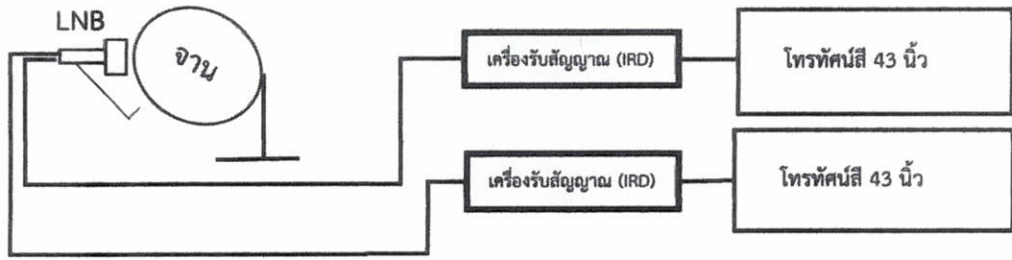 LNB
จาน
เครื่องรับสัญญาณ (IRD)
โทรทัศน์สี 43 นิ้ว
เครื่องรับสัญญาณ (IRD)
โทรทัศน์สี 43 นิ้ว